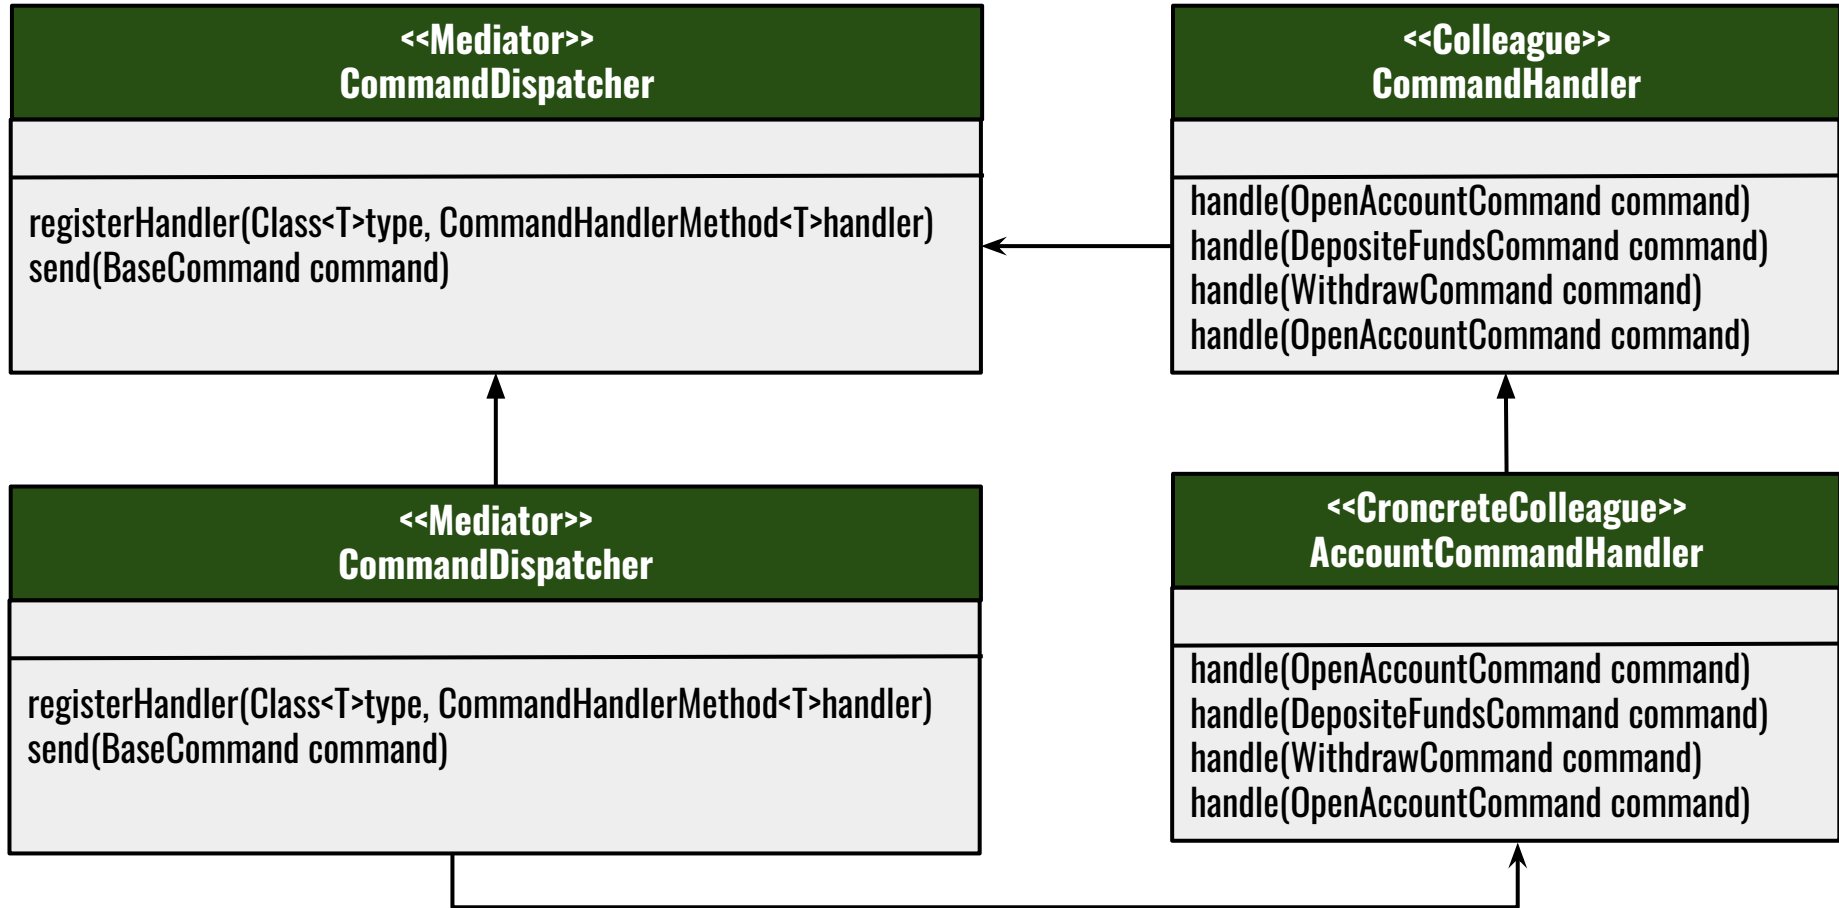 <<Mediator>>
CommandDispatcher
registerHandler(Class<T>type, CommandHandlerMethod<T>handler)
send(BaseCommand command)
<<Colleague>>
CommandHandler
handle(OpenAccountCommand command)
handle(DepositeFundsCommand command)
handle(WithdrawCommand command)
handle(OpenAccountCommand command)
<<Mediator>>
CommandDispatcher
registerHandler(Class<T>type, CommandHandlerMethod<T>handler)
send(BaseCommand command)
<<CroncreteColleague>>
AccountCommandHandler
handle(OpenAccountCommand command)
handle(DepositeFundsCommand command)
handle(WithdrawCommand command)
handle(OpenAccountCommand command)